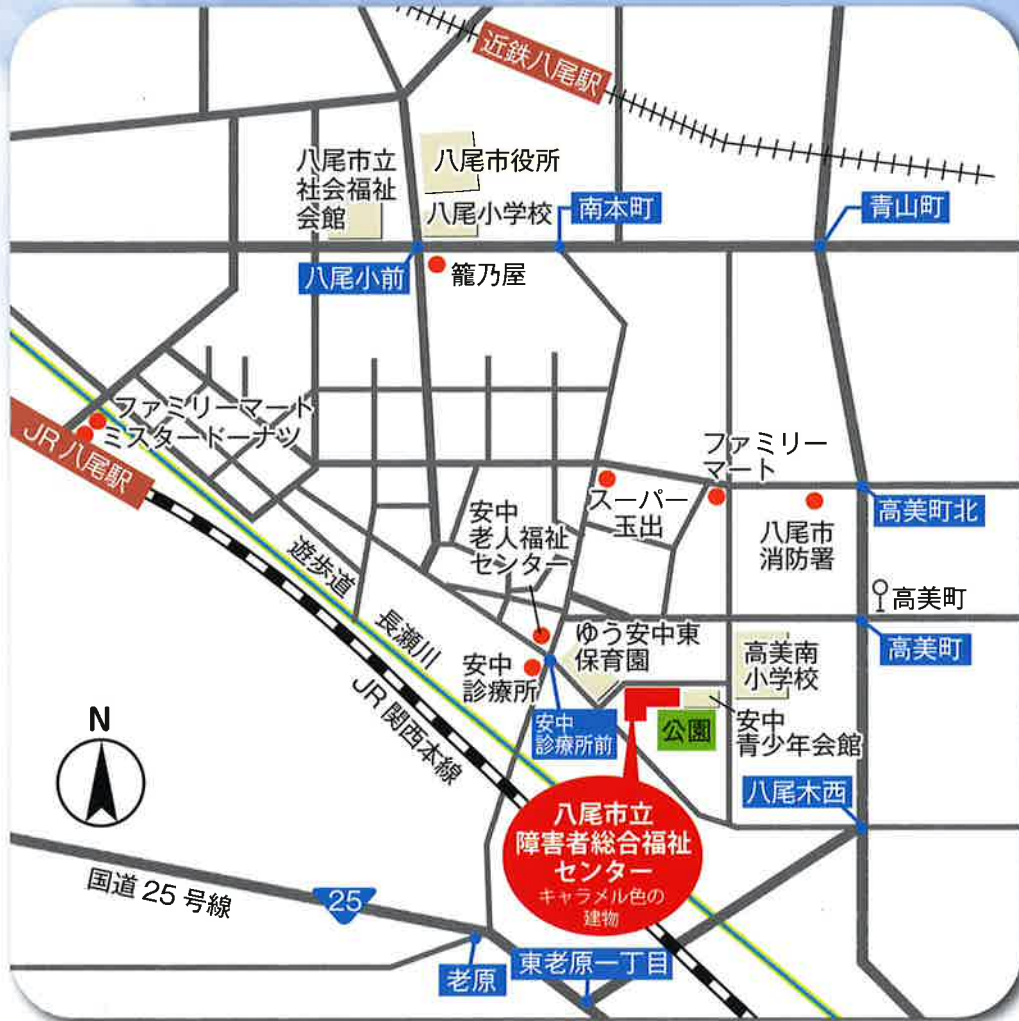 近鉄八尾駅
八尾市立
社会福祉
会館
八尾市役所
八尾小学校
南本町
青山町
八尾小前
籠乃屋
ファミリーマート
ミスタードーナツ
JR 八尾駅
ファミリー
マート
スーパー
玉出
高美町北
八尾市
消防署
安中
老人福祉
センター
遊歩道
高美町
長瀬川
ゆう安中東
保育園
高美南
小学校
高美町
安中
診療所
JR 関西本線
安中
診療所前
公園
安中
青少年会館
N
八尾木西
八尾市立
障害者総合福祉
センター
キャラメル色の
建物
国道 25 号線
25
老原
東老原一丁目